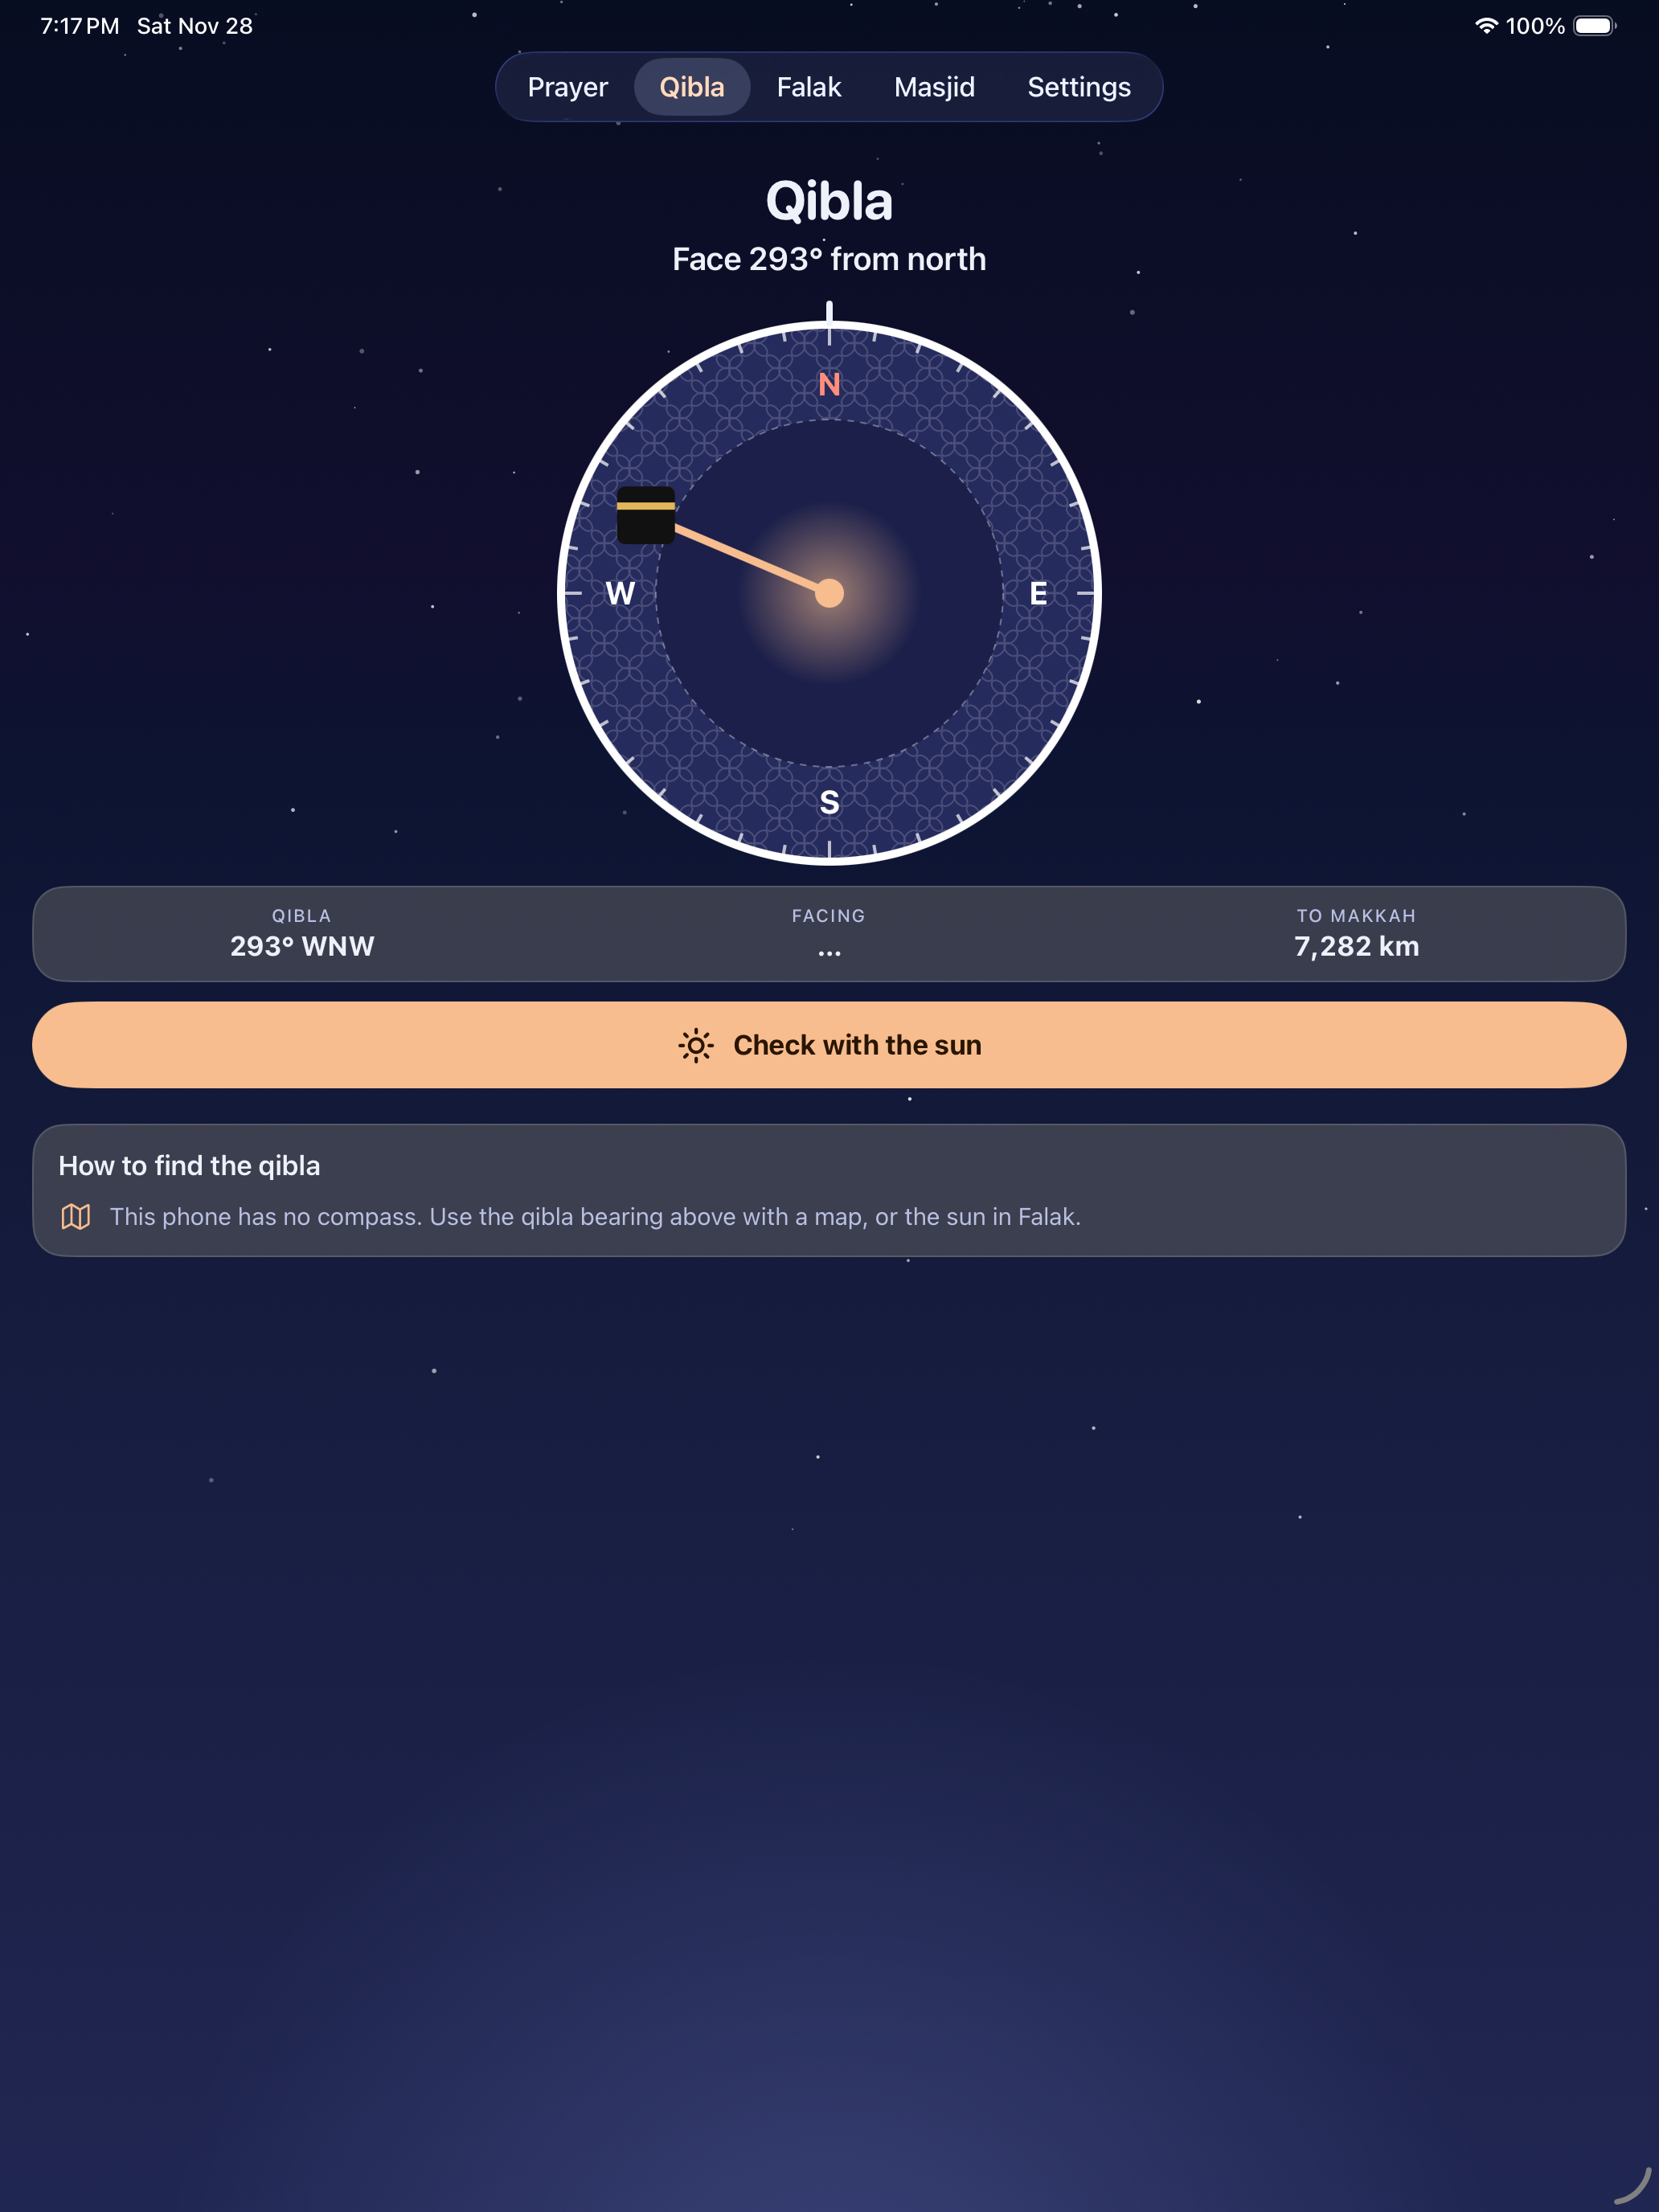 7:17 PM Sat Nov 28
100%
Prayer Qibla Falak Masjid Settings
Qibla
Face 293° from north
N
W E
S
QIBLA FACING TO MAKKAH
293° WNW ... 7,282 km
Check with the sun
How to find the qibla
This phone has no compass. Use the qibla bearing above with a map, or the sun in Falak.